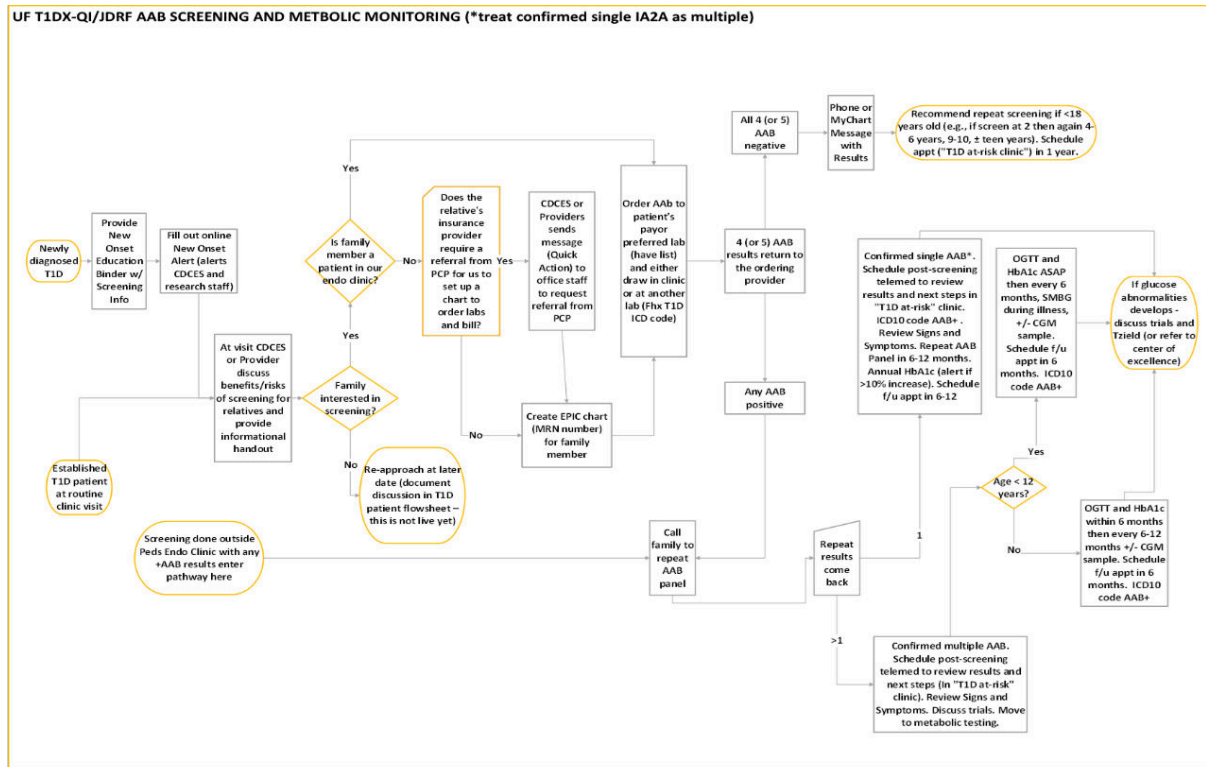 UF T1DX-QI/JDRF AAB SCREENING AND METBOLIC MONITORING (*treat confirmed single IA2A as multiple)
Newly
diagnosed
T1D
Provide
New Onset
Education
Binder w/
Screening
Info
Fill out online
New Onset
Alert (alerts
CDCES and
research staff)
Established
T1D patient
at routine
clinic visit
At visit CDCES
or Provider
discuss
benefits/risks
of screening for
relatives and
provide
informational
handout
Family
interested in
screening?
Yes
No
Re-approach at later
date (document
discussion in T1D
patient flowsheet –
this is not live yet)
Is family
member a
patient in our
endo clinic?
Yes
No
Does the
relative's
insurance
provider
require a
referral from
PCP for us to
set up a
chart to
order labs
and bill?
Yes
No
CDCES or
Providers
sends
message
(Quick
Action) to
office staff
to request
referral from
PCP
Create EPIC chart
(MRN number) for
family member
Order AAb to
patient's
payor
preferred lab
(have list)
and either
draw in clinic
or at another
lab (Fhx T1D
ICD code)
4 (or 5) AAB
results return to
the ordering
provider
All 4 (or 5)
AAB
negative
Phone or
MyChart
Message
with
Results
Recommend repeat screening if <18
years old (e.g., if screen at 2 then again 4-
6 years, 9-10, ± teen years). Schedule
appt ("T1D at-risk clinic") in 1 year.
Any AAB
positive
Screening done outside
Peds Endo Clinic with any
+AAB results enter
pathway here
Call
family to
repeat
AAB
panel
Repeat
results
come
back
1
>1
Confirmed single AAB*.
Schedule post-screening
telemed to review
results and next steps in
"T1D at-risk" clinic.
ICD10 code AAB+ .
Review Signs and
Symptoms. Repeat AAB
Panel in 6-12 months.
Annual HbA1c (alert if
>10% increase). Schedule
f/u appt in 6-12
Confirmed multiple AAB.
Schedule post-screening
telemed to review results and
next steps (In "T1D at-risk"
clinic). Review Signs and
Symptoms. Discuss trials. Move
to metabolic testing.
Age < 12
years?
Yes
No
OGTT and
HbA1c ASAP
then every 6
months, SMBG
during illness,
+/- CGM
sample.
Schedule f/u
appt in 6
months. ICD10
code AAB+
OGTT and HbA1c
within 6 months
then every 6-12
months +/- CGM
sample. Schedule
f/u appt in 6
months. ICD10
code AAB+
If glucose
abnormalities
develops -
discuss trials and
Tzield (or refer to
center of
excellence)